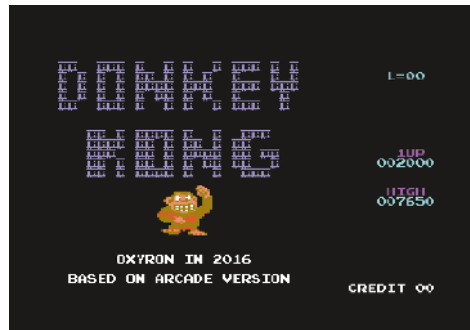 DONKEY
KONG
L=00
1UP
002000
HIGH
007650
OXYRON IN 2016
BASED ON ARCADE VERSION
CREDIT 00